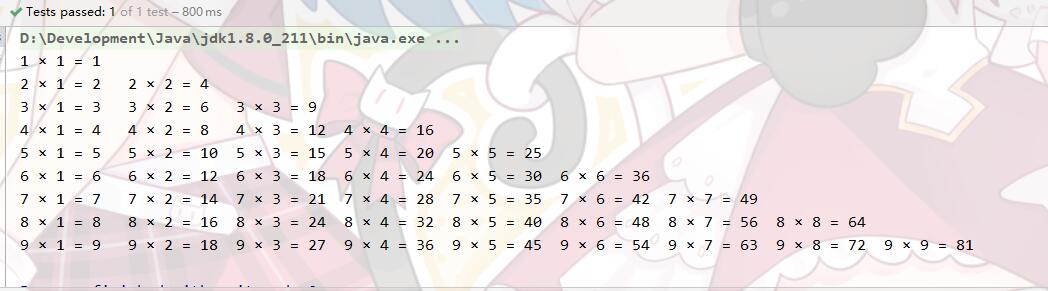 Tests passed: 1 of 1 test – 800 ms
D:\Development\Java\jdk1.8.0_211\bin\java.exe ...
1 × 1 = 1
2 × 1 = 2   2 × 2 = 4
3 × 1 = 3   3 × 2 = 6   3 × 3 = 9
4 × 1 = 4   4 × 2 = 8   4 × 3 = 12  4 × 4 = 16
5 × 1 = 5   5 × 2 = 10  5 × 3 = 15  5 × 4 = 20  5 × 5 = 25
6 × 1 = 6   6 × 2 = 12  6 × 3 = 18  6 × 4 = 24  6 × 5 = 30  6 × 6 = 36
7 × 1 = 7   7 × 2 = 14  7 × 3 = 21  7 × 4 = 28  7 × 5 = 35  7 × 6 = 42  7 × 7 = 49
8 × 1 = 8   8 × 2 = 16  8 × 3 = 24  8 × 4 = 32  8 × 5 = 40  8 × 6 = 48  8 × 7 = 56  8 × 8 = 64
9 × 1 = 9   9 × 2 = 18  9 × 3 = 27  9 × 4 = 36  9 × 5 = 45  9 × 6 = 54  9 × 7 = 63  9 × 8 = 72  9 × 9 = 81